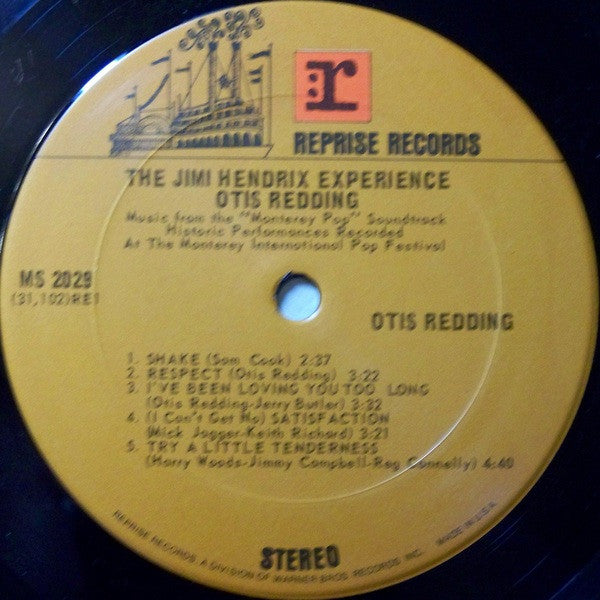 :r
REPRISE RECORDS
THE JIMI HENDRIX EXPERIENCE
OTIS REDDING
Music from the "Monterey Pop" Soundtrack
Historic Performances Recorded
At The Monterey International Pop Festival
MS 2029
(31,102)RE1
OTIS REDDING
1. SHAKE (Sam Cook) 2:37
2. RESPECT (Otis Redding) 3:22
3. I'VE BEEN LOVING YOU TOO LONG
(Otis Redding-Jerry Butler) 3:32
4. (I Can't Get No) SATISFACTION
(Mick Jagger-Keith Richard) 3:21
5. TRY A LITTLE TENDERNESS
(Harry Woods-Jimmy Campbell-Reg Connelly) 4:40
STEREO
REPRISE RECORDS, A DIVISION OF WARNER BROS. RECORDS, INC. MADE IN U.S.A.